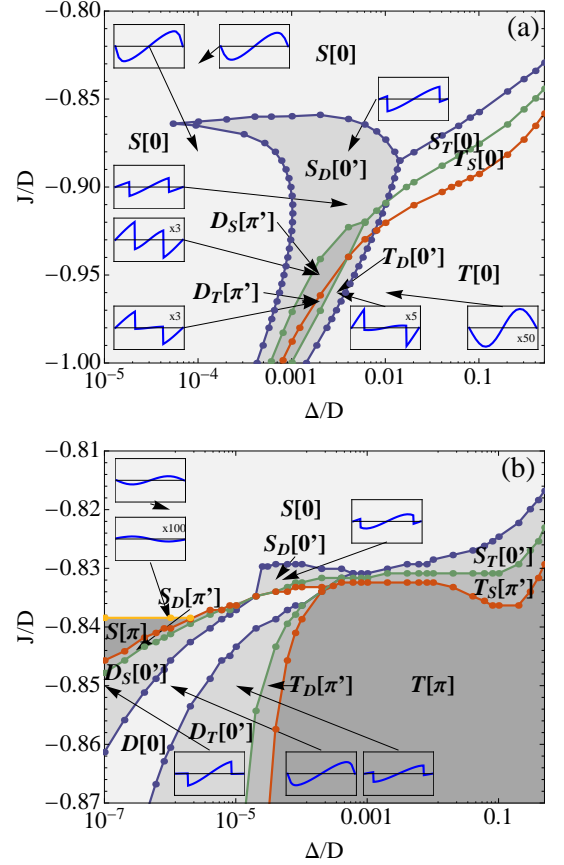 (a)
-0.80
-0.85
-0.90
-0.95
-1.00
J/D
S[0]
S[0]
S_D[0']
S_T[0]
T_S[0]
D_S[π']
x3
T_D[0']
T[0]
D_T[π']
x3
x5
x50
10^-5
10^-4
0.001
0.01
0.1
Δ/D
(b)
-0.81
-0.82
-0.83
-0.84
-0.85
-0.86
-0.87
J/D
x100
S[0]
S_D[0']
S_T[0']
T_S[π']
S_D[π']
S[π]
D_S[0']
T_D[π']
T[π]
D[0]
D_T[0']
10^-7
10^-5
0.001
0.1
Δ/D